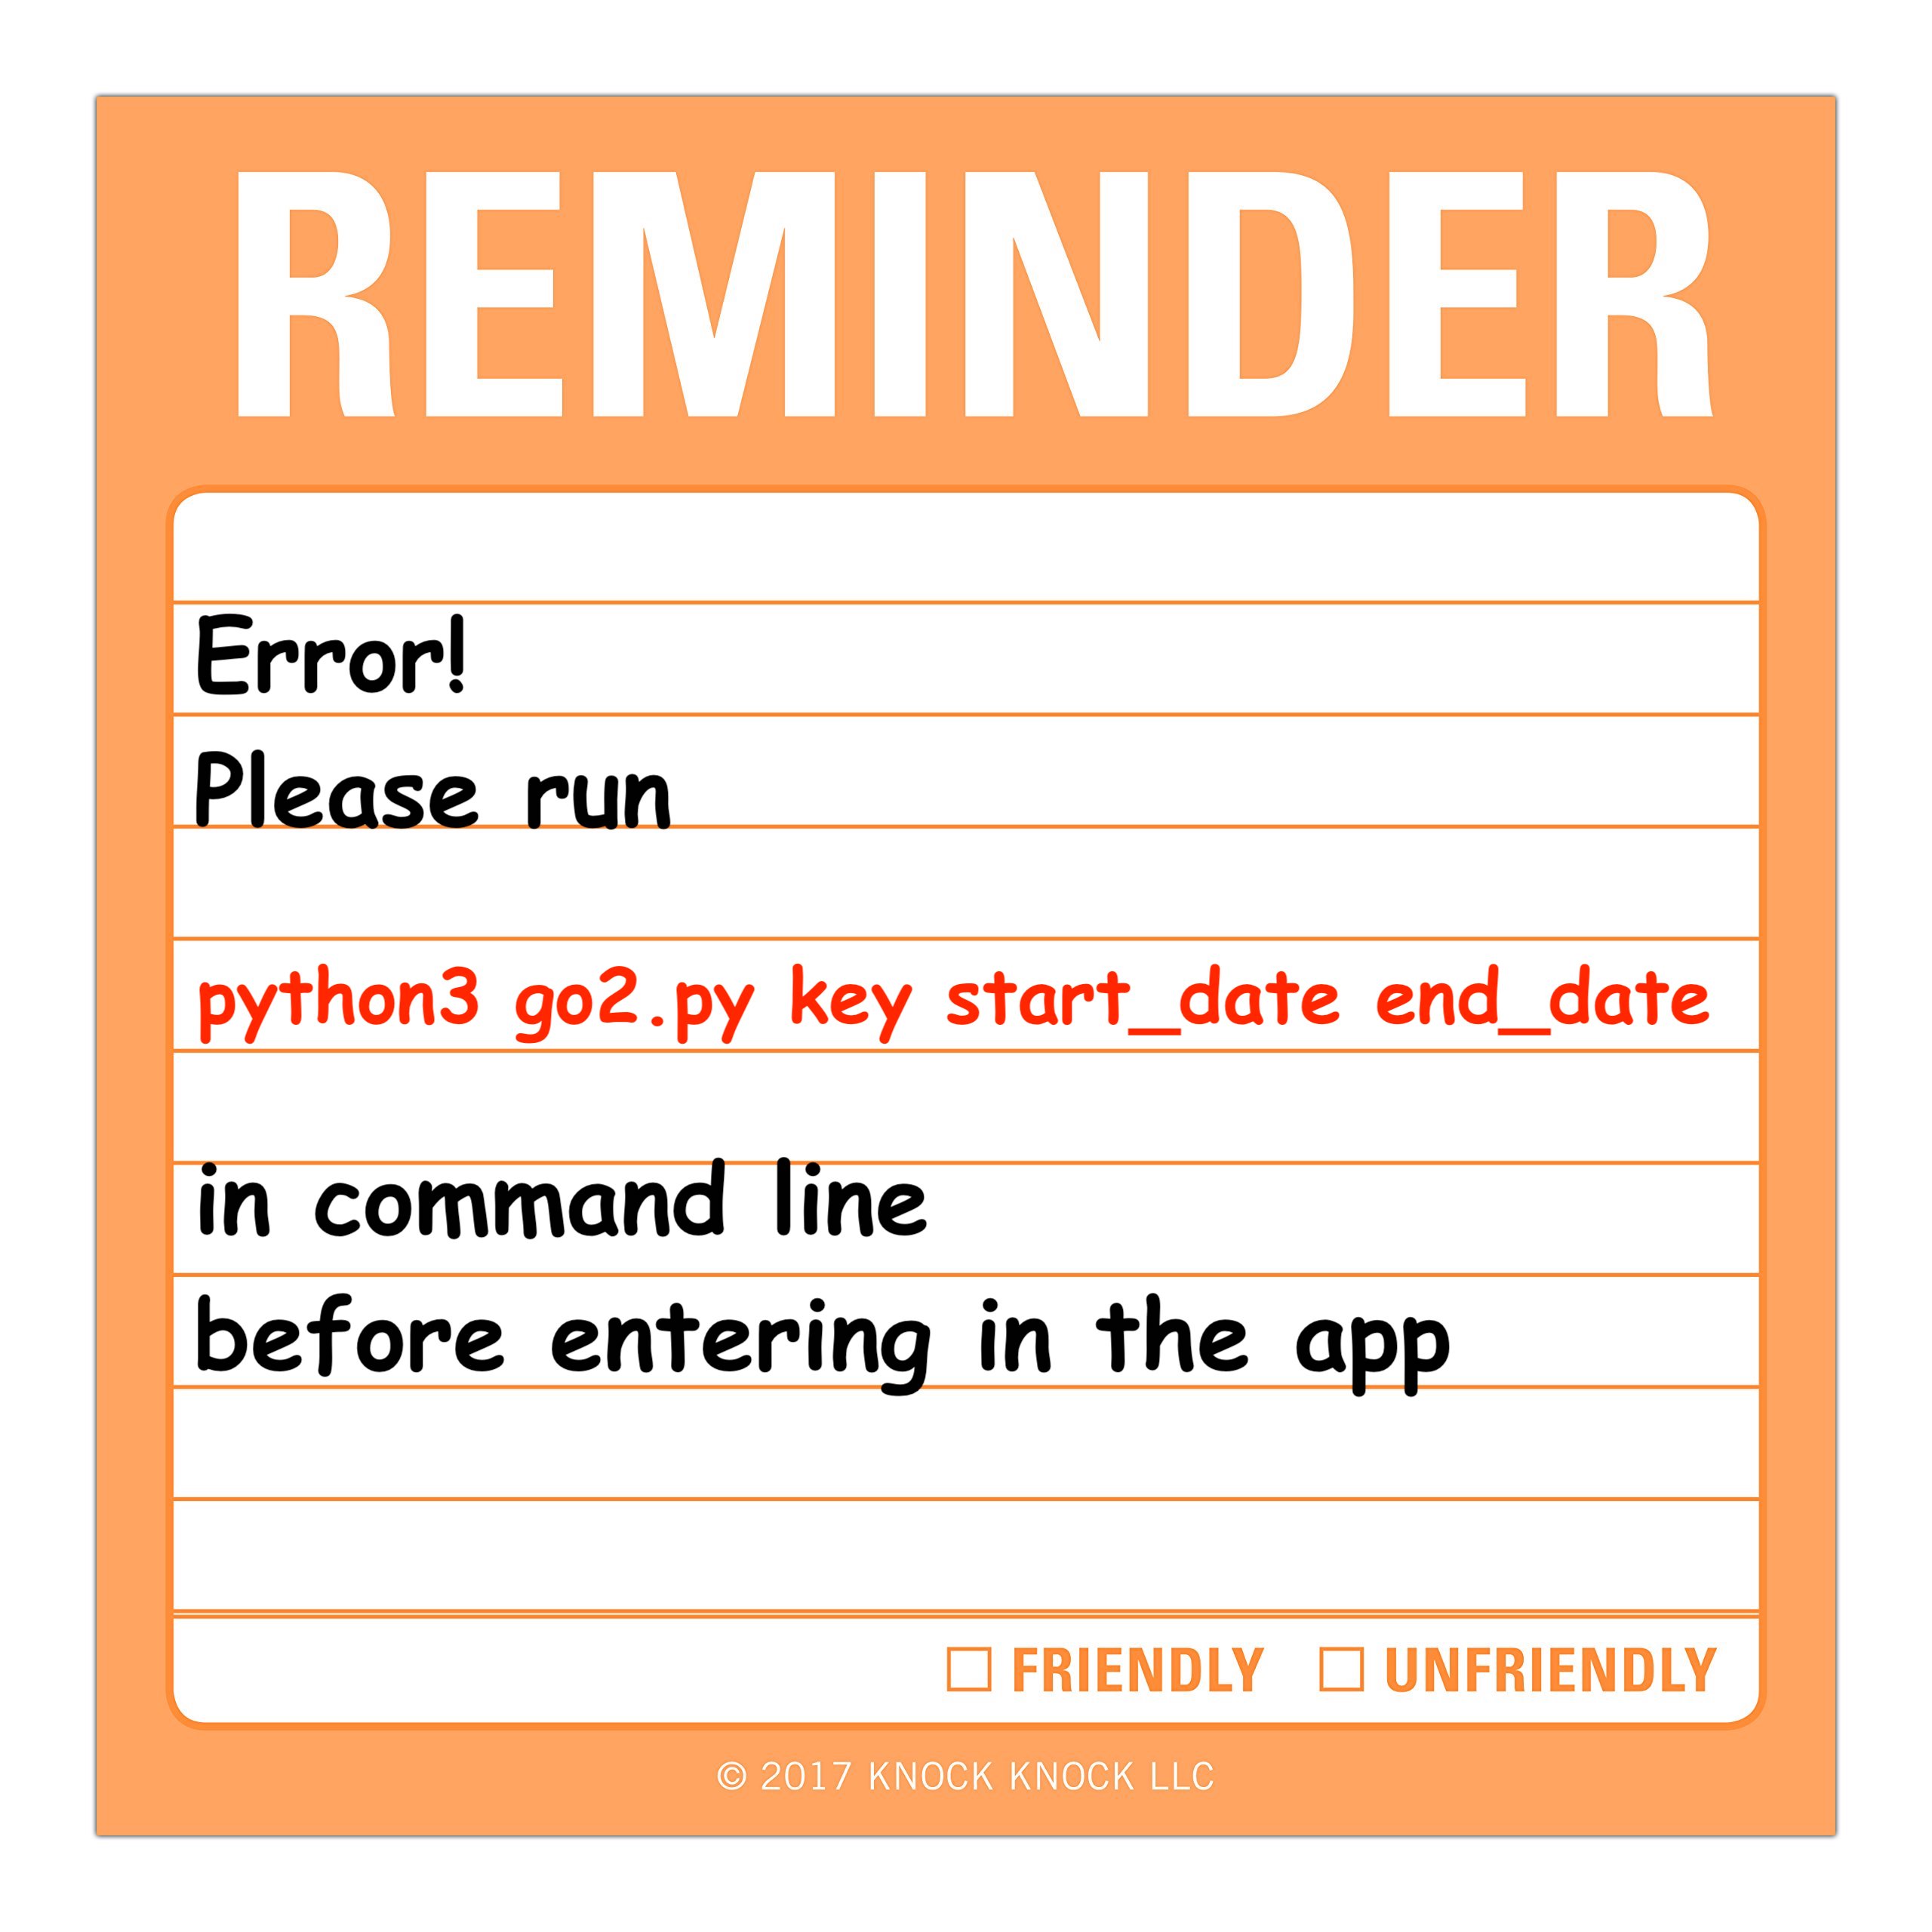 REMINDER
Error!
Please run
python3 go2.py key start_date end_date
in command line
before entering in the app
FRIENDLY UNFRIENDLY
© 2017 KNOCK KNOCK LLC